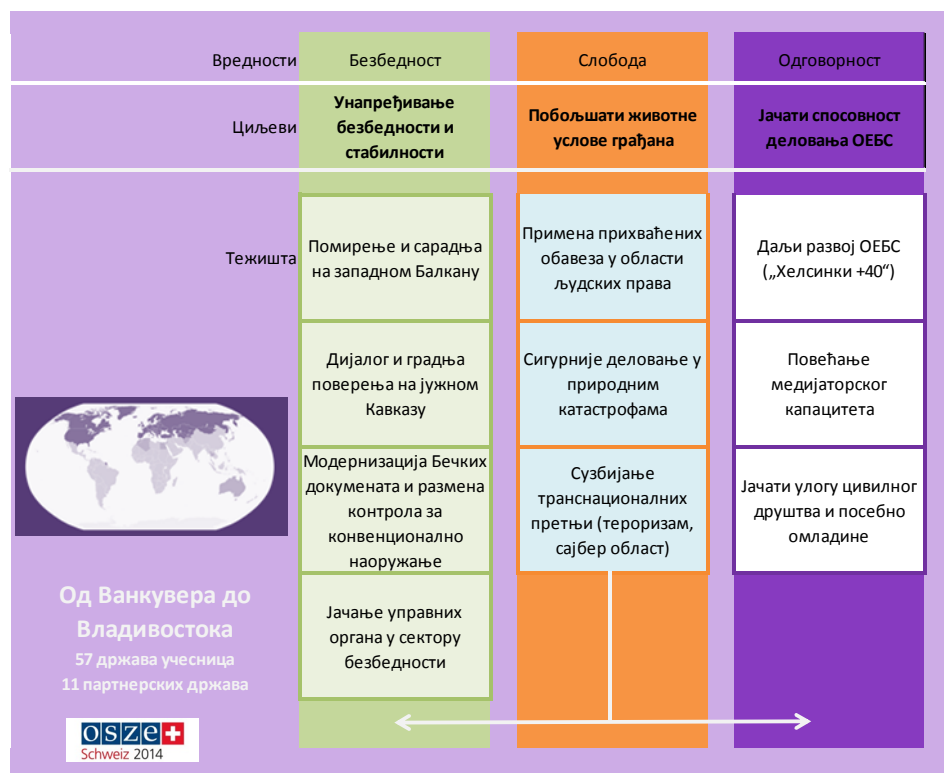 Вредности
Безбедност
Слобода
Одговорност
Циљеви
Унапређивање
безбедности и
стабилности
Побољшати животне
услове грађана
Јачати спосовност
деловања ОЕБС
Тежишта
Помирење и сарадња
на западном Балкану
Примена прихваћених
обавеза у области
људских права
Даљи развој ОЕБС
(„Хелсинки +40“)
Дијалог и градња
поверења на јужном
Кавказу
Сигурније деловање у
природним
катастрофама
Повећање
медијаторског
капацитета
Модернизација Бечких
докумената и размена
контрола за
конвенционално
наоружање
Сузбијање
транснационалних
претњи (тероризам,
сајбер област)
Јачати улогу цивилног
друштва и посебно
омладине
Јачање управних
органа у сектору
безбедности
Од Ванкувера до
Владивостока
57 држава учесница
11 партнерских држава
osze
Schweiz 2014